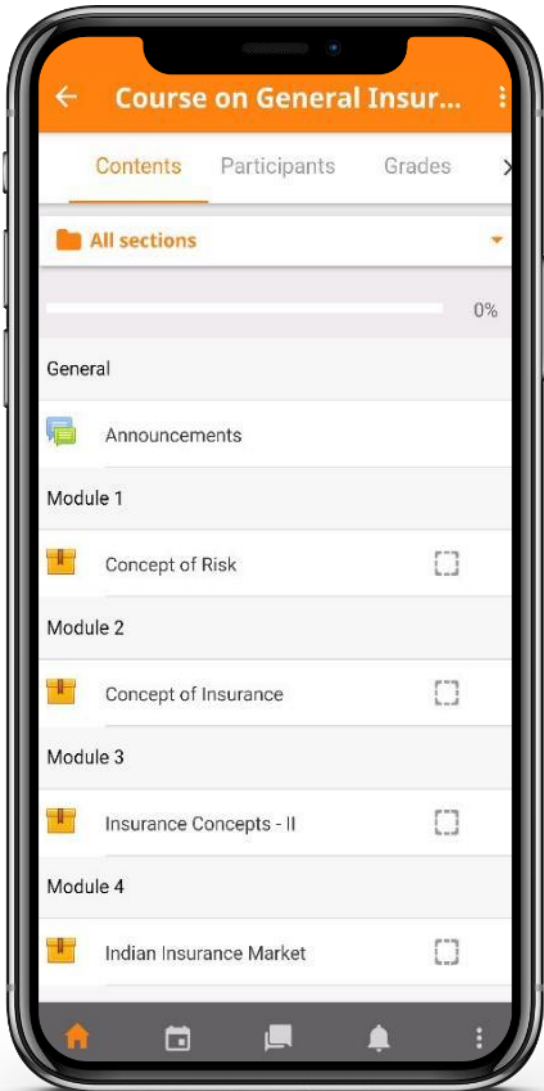 Course on General Insur...
Contents Participants Grades
All sections
0%
General
Announcements
Module 1
Concept of Risk
Module 2
Concept of Insurance
Module 3
Insurance Concepts - II
Module 4
Indian Insurance Market